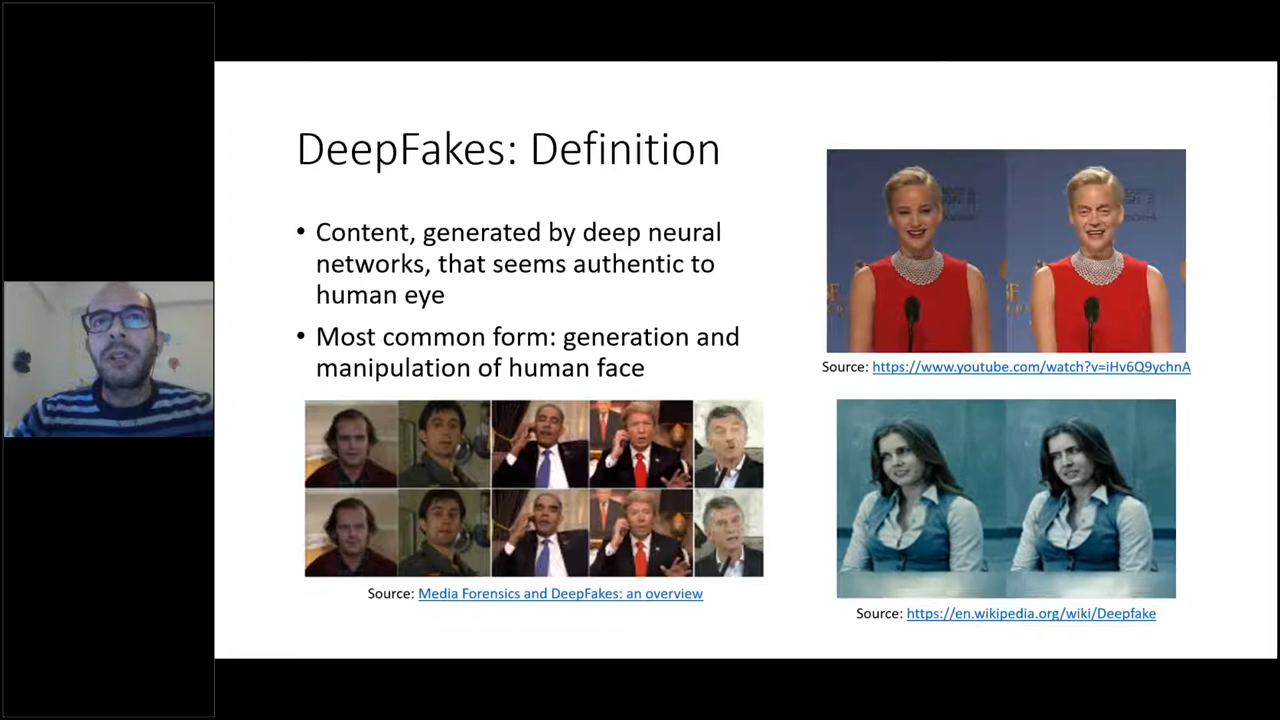 DeepFakes: Definition
• Content, generated by deep neural
networks, that seems authentic to
human eye
• Most common form: generation and
manipulation of human face
Source: Media Forensics and DeepFakes: an overview
Source: https://www.youtube.com/watch?v=iHv6Q9ychnA
Source: https://en.wikipedia.org/wiki/Deepfake